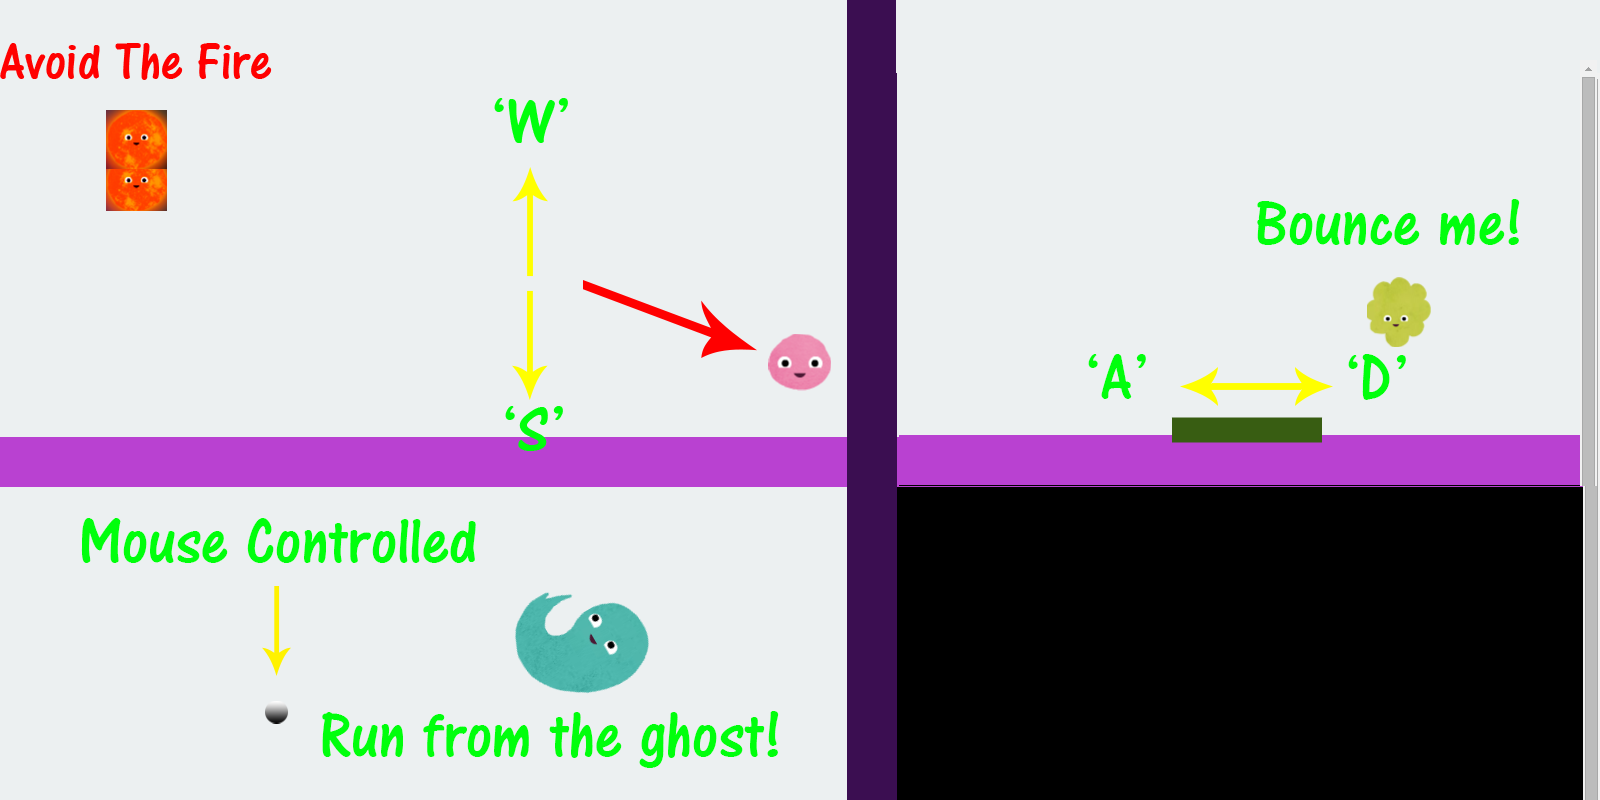 Avoid The Fire
‘W’
‘S’
Bounce me!
‘A’ ‘D’
Mouse Controlled
Run from the ghost!